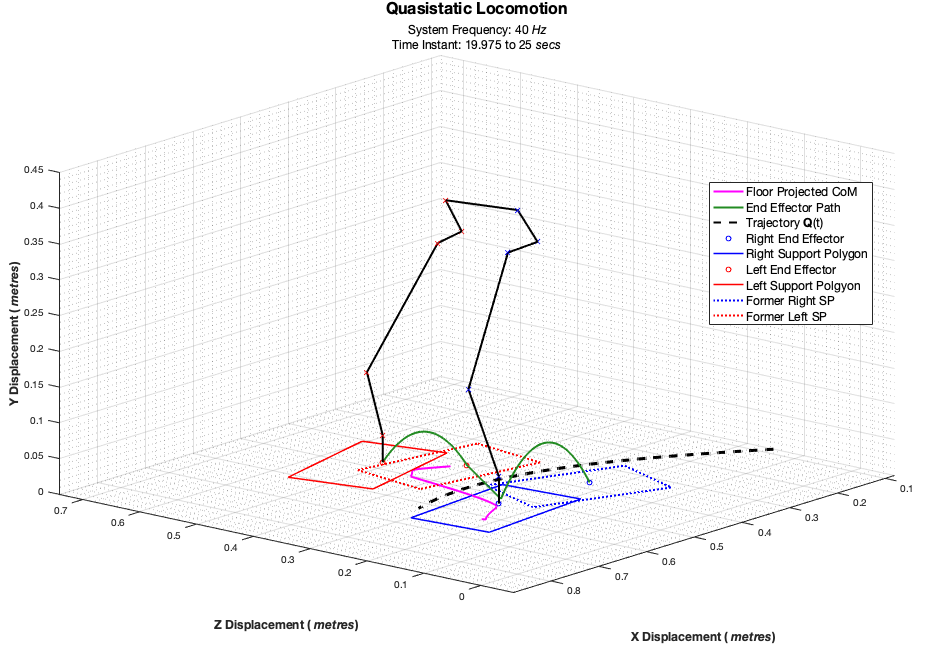 Quasistatic Locomotion
System Frequency: 40 Hz
Time Instant: 19.975 to 25 secs
Floor Projected CoM
End Effector Path
Trajectory Q(t)
Right End Effector
Right Support Polygon
Left End Effector
Left Support Polgyon
Former Right SP
Former Left SP
Y Displacement ( metres)
0.45
0.4
0.35
0.3
0.25
0.2
0.15
0.1
0.05
0
0.7
0.6
0.5
0.4
0.3
0.2
0.1
0
Z Displacement ( metres)
0.8
0.7
0.6
0.5
0.4
0.3
0.2
0.1
X Displacement ( metres)